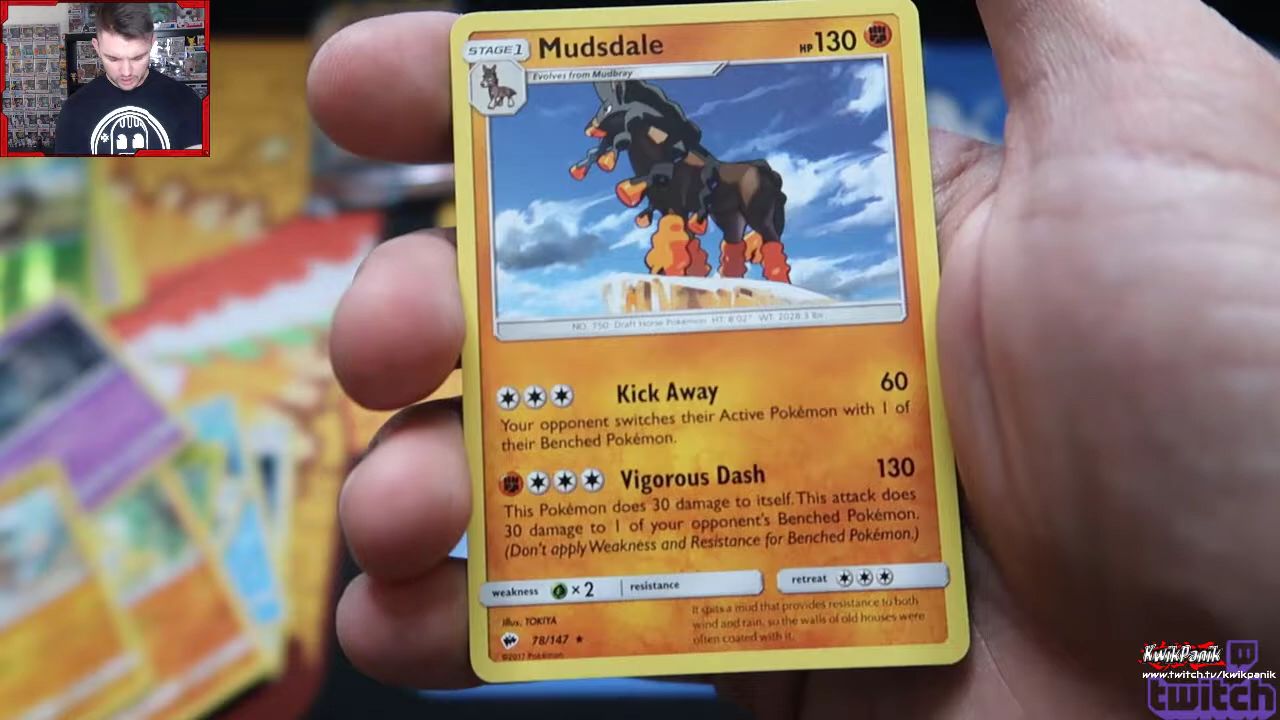 STAGE 1 Mudsdale HP 130
Evolves from Mudbray
NO. 750 Draft Horse Pokémon HT: 8'02" WT: 2028.3 lbs
Kick Away 60
Your opponent switches their Active Pokémon with 1 of
their Benched Pokémon.
Vigorous Dash 130
This Pokémon does 30 damage to itself. This attack does
30 damage to 1 of your opponent's Benched Pokémon.
(Don't apply Weakness and Resistance for Benched Pokémon.)
weakness ×2 resistance retreat
Illus. TOKIYA
It spits a mud that provides resistance to both
wind and rain, so the walls of old houses were
often coated with it.
78/147 ★
©2017 Pokémon
KwikPanik
www.twitch.tv/kwikpanik
twitch